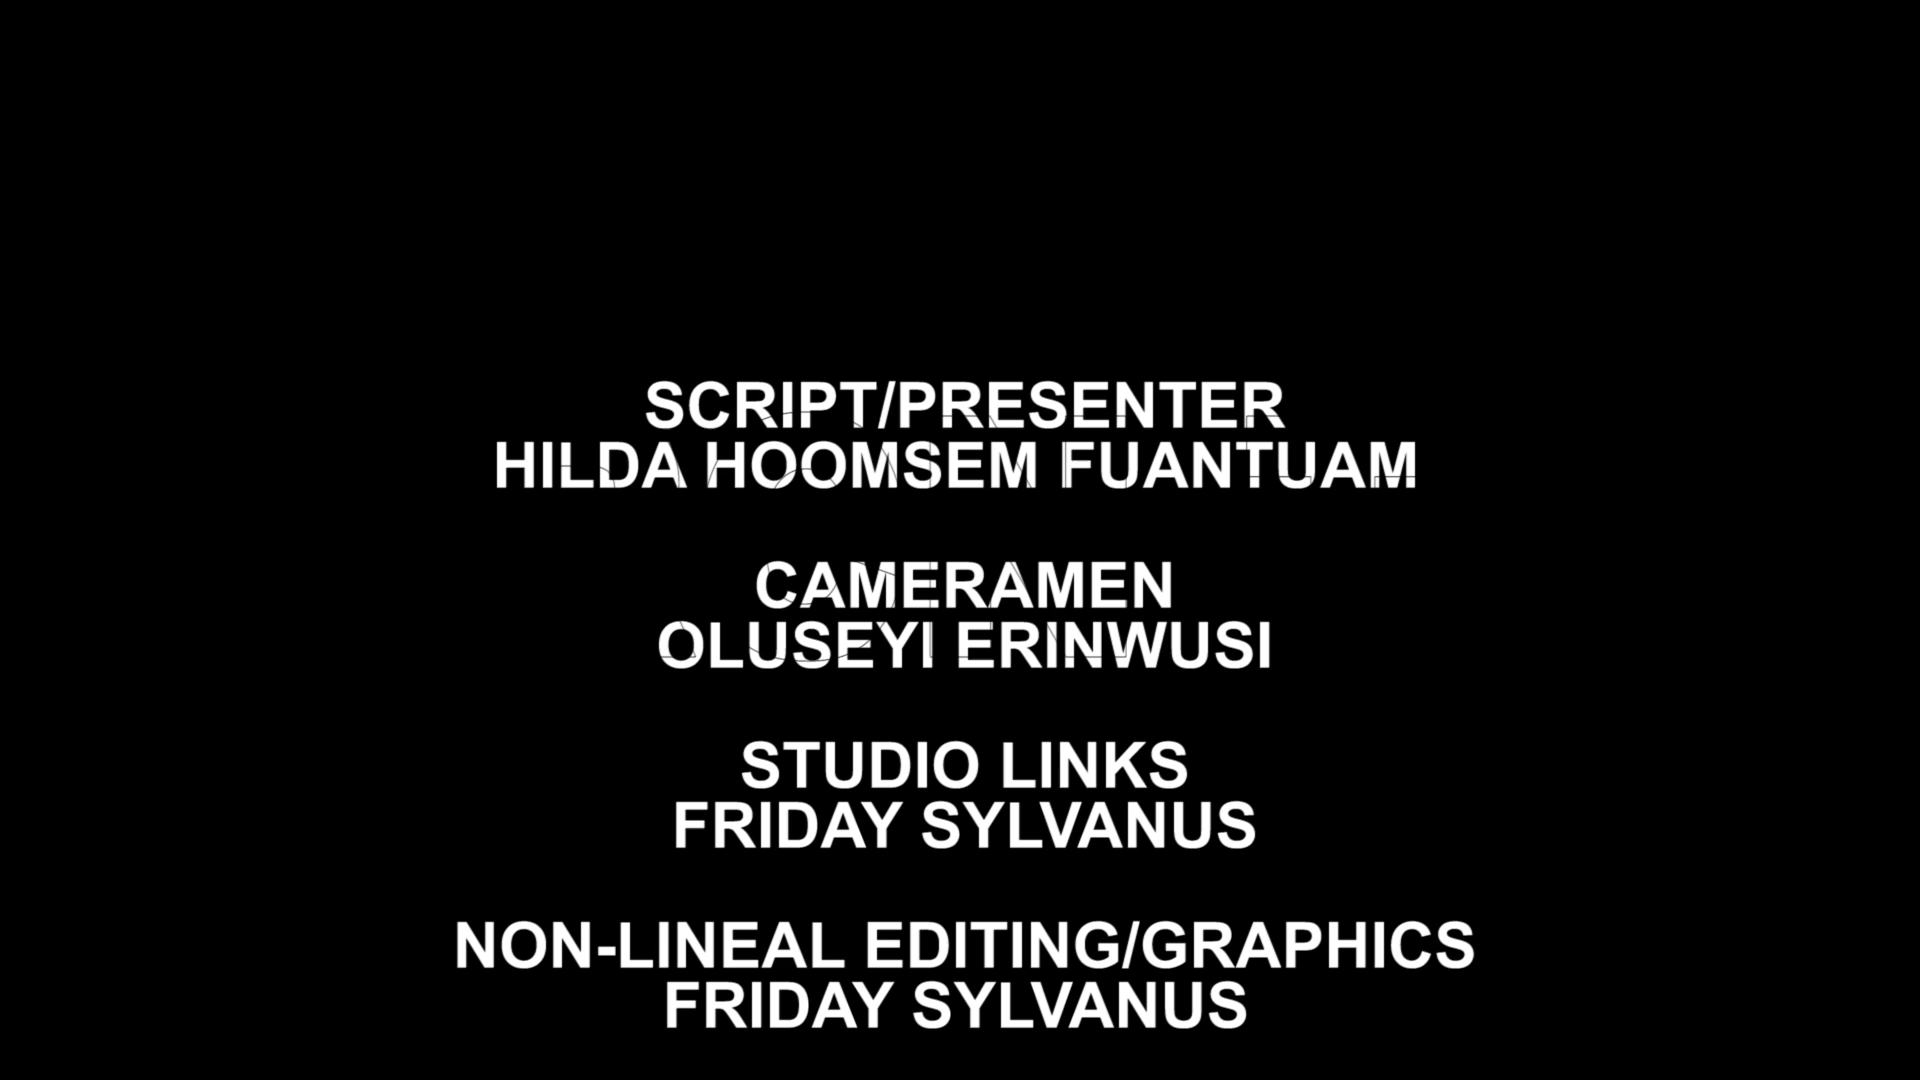 SCRIPT/PRESENTER
HILDA HOOMSEM FUANTUAM
CAMERAMEN
OLUSEYI ERINWUSI
STUDIO LINKS
FRIDAY SYLVANUS
NON-LINEAL EDITING/GRAPHICS
FRIDAY SYLVANUS